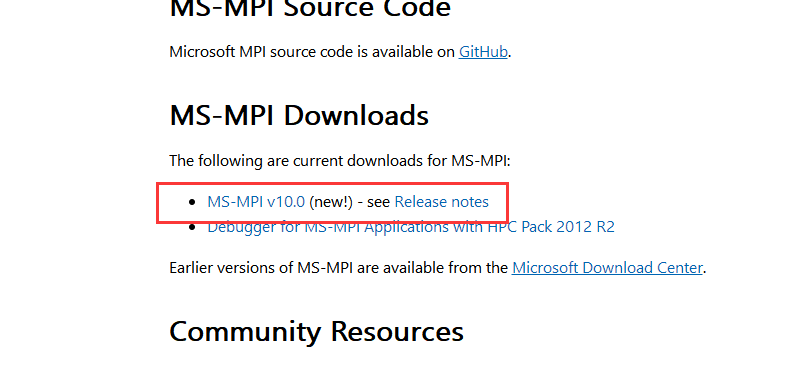 MS-MPI Source Code
Microsoft MPI source code is available on GitHub.
MS-MPI Downloads
The following are current downloads for MS-MPI:
• MS-MPI v10.0 (new!) - see Release notes
• Debugger for MS-MPI Applications with HPC Pack 2012 R2
Earlier versions of MS-MPI are available from the Microsoft Download Center.
Community Resources